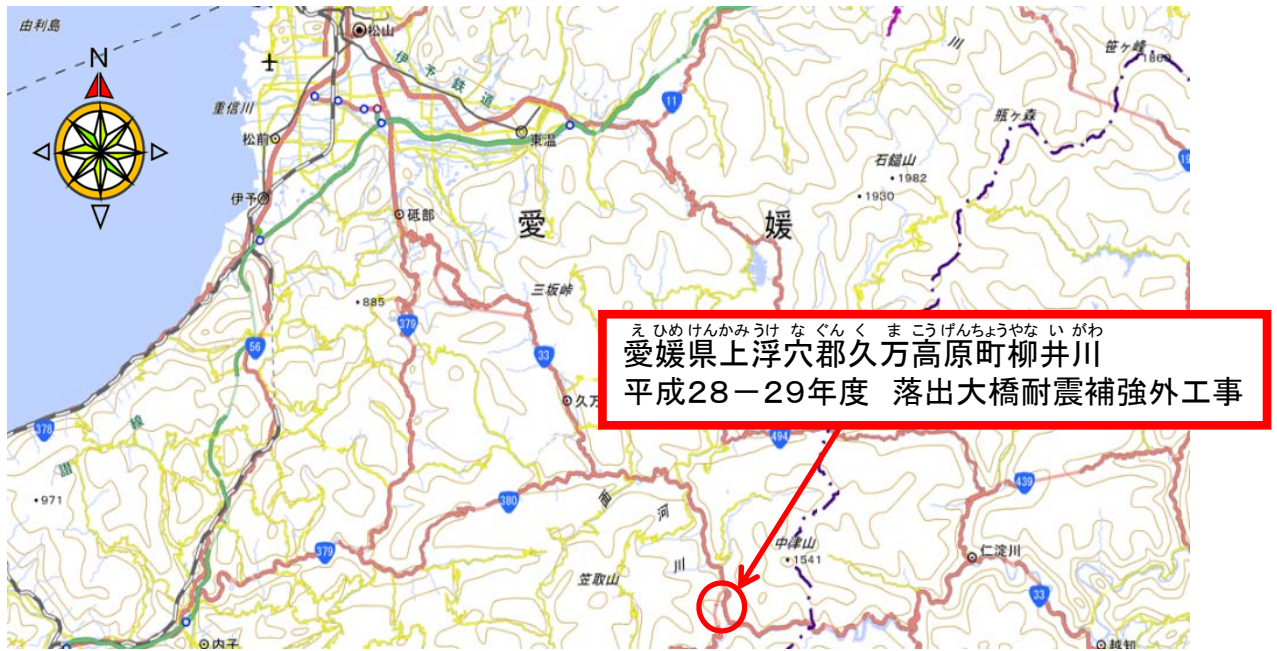 由利島
N
松山
伊予鉄道
川
笹ヶ峰
1860
重信川
11
瓶ヶ森
松前
東温
石鎚山
・1982
・1930
伊予
砥部
愛媛
三坂峠
・885
379
33
56
えひめけんかみうけなぐんくまこうげんちょうやないがわ
愛媛県上浮穴郡久万高原町柳井川
平成28－29年度 落出大橋耐震補強外工事
久万
378
494
線
讃
439
・971
380
面河
379
中津山
・1541
仁淀川
笠取山
川
33
内子
越知